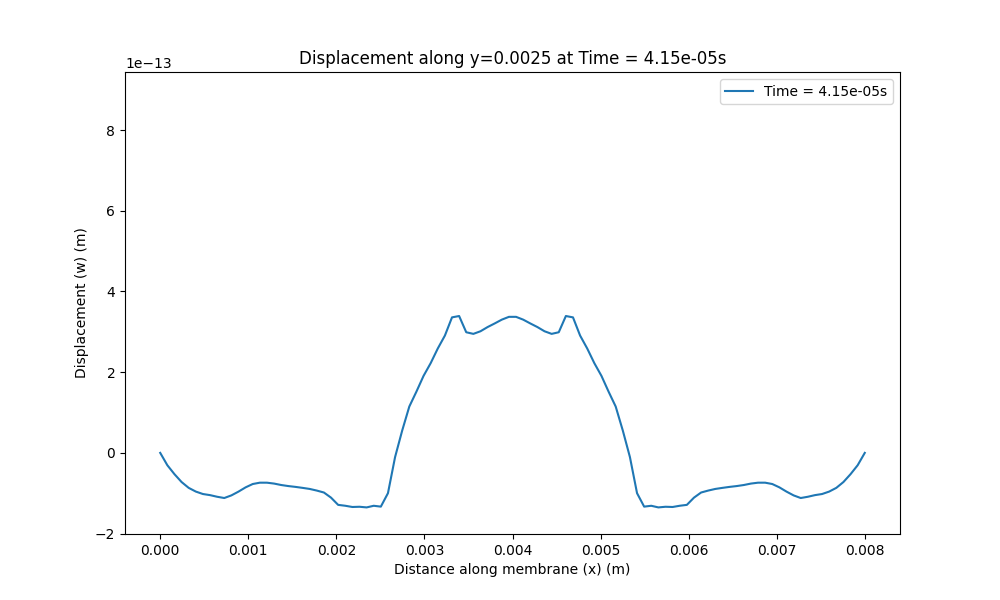 Displacement along y=0.0025 at Time = 4.15e-05s
1e−13
Time = 4.15e-05s
8
6
4
2
0
−2
Displacement (w) (m)
0.000 0.001 0.002 0.003 0.004 0.005 0.006 0.007 0.008
Distance along membrane (x) (m)